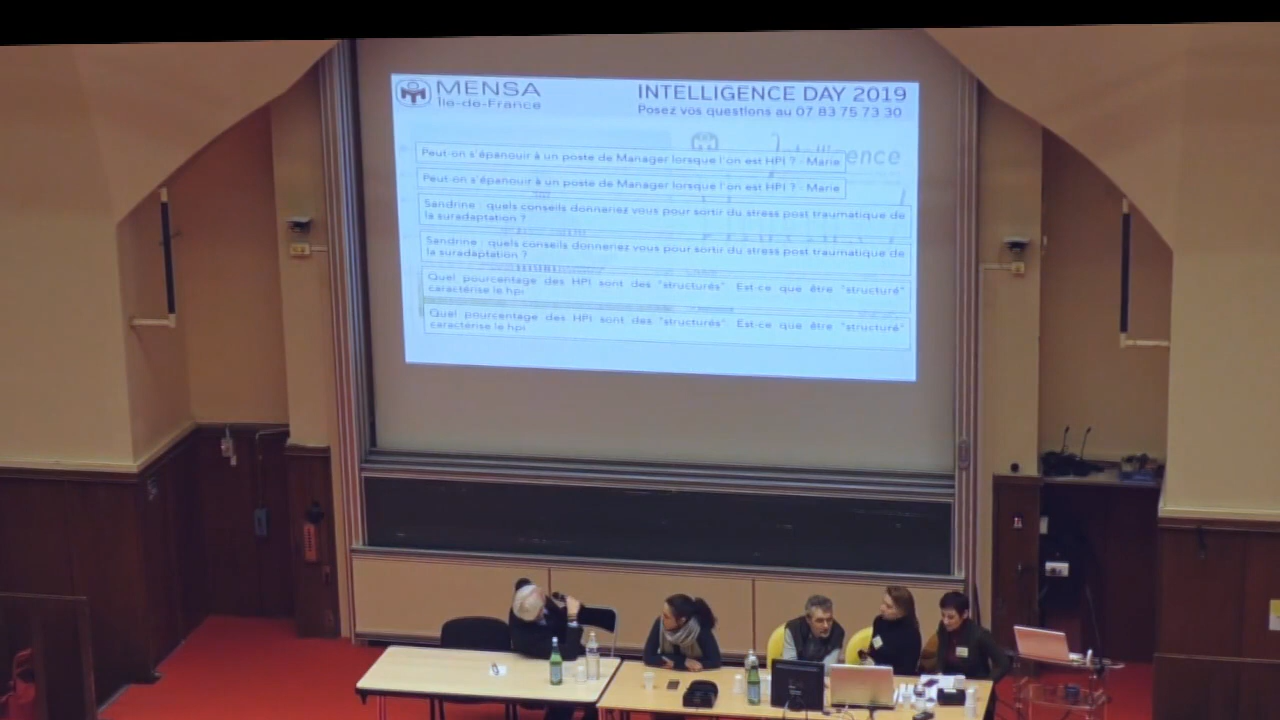 MENSA
Île-de-France
INTELLIGENCE DAY 2019
Posez vos questions au 07 83 75 73 30
Peut-on s'épanouir à un poste de Manager lorsque l'on est HPI ? - Marie
Peut-on s'épanouir à un poste de Manager lorsque l'on est HPI ? - Marie
Sandrine : quels conseils donneriez vous pour sortir du stress post traumatique de
la suradaptation ?
Sandrine : quels conseils donneriez vous pour sortir du stress post traumatique de
la suradaptation ?
Quel pourcentage des HPI sont des "structurés". Est-ce que être "structuré"
caractérise le hpi
Quel pourcentage des HPI sont des "structurés". Est-ce que être "structuré"
caractérise le hpi